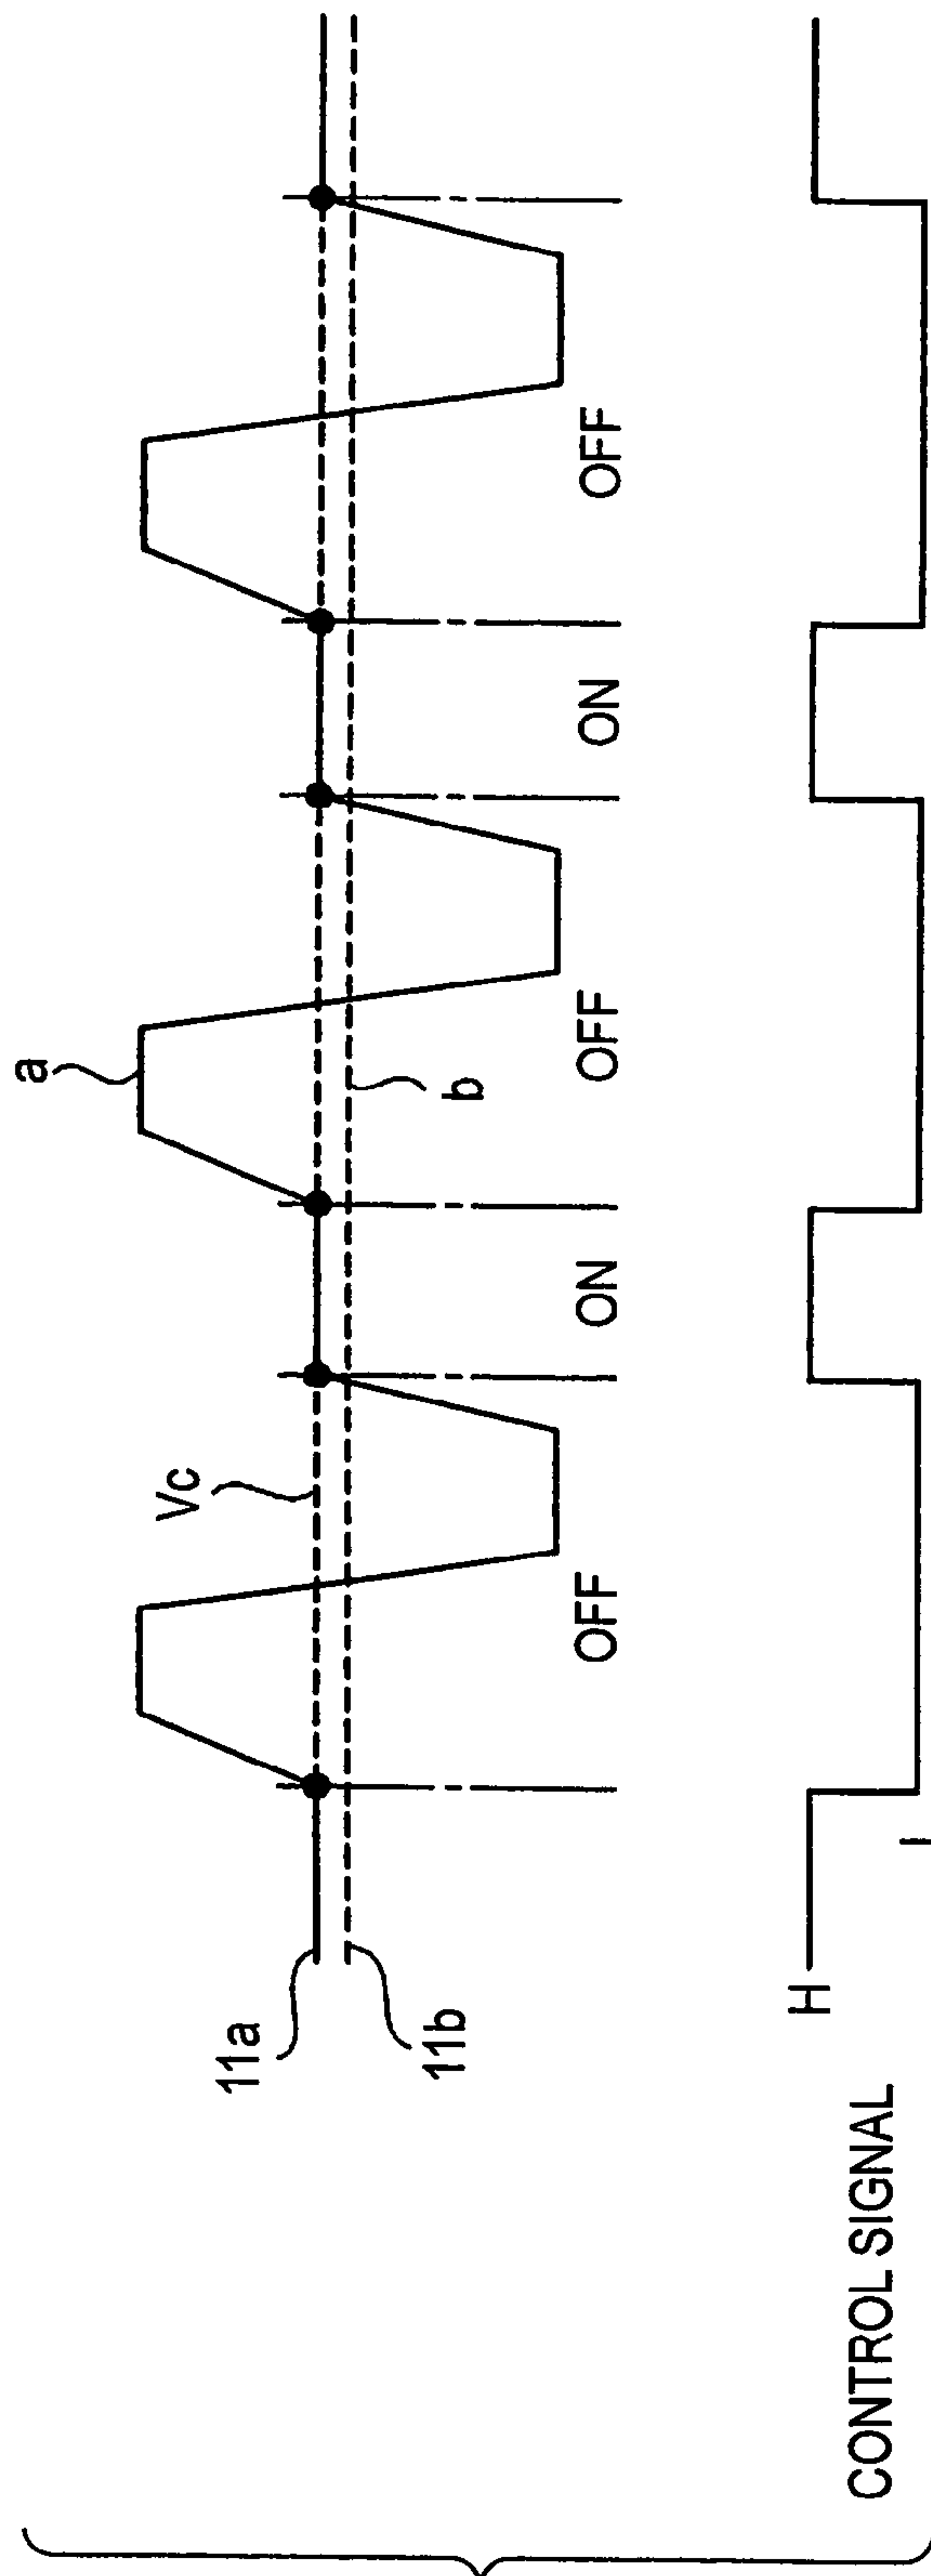 a
Vc
11a
b
11b
OFF
ON
OFF
ON
OFF
H
CONTROL SIGNAL